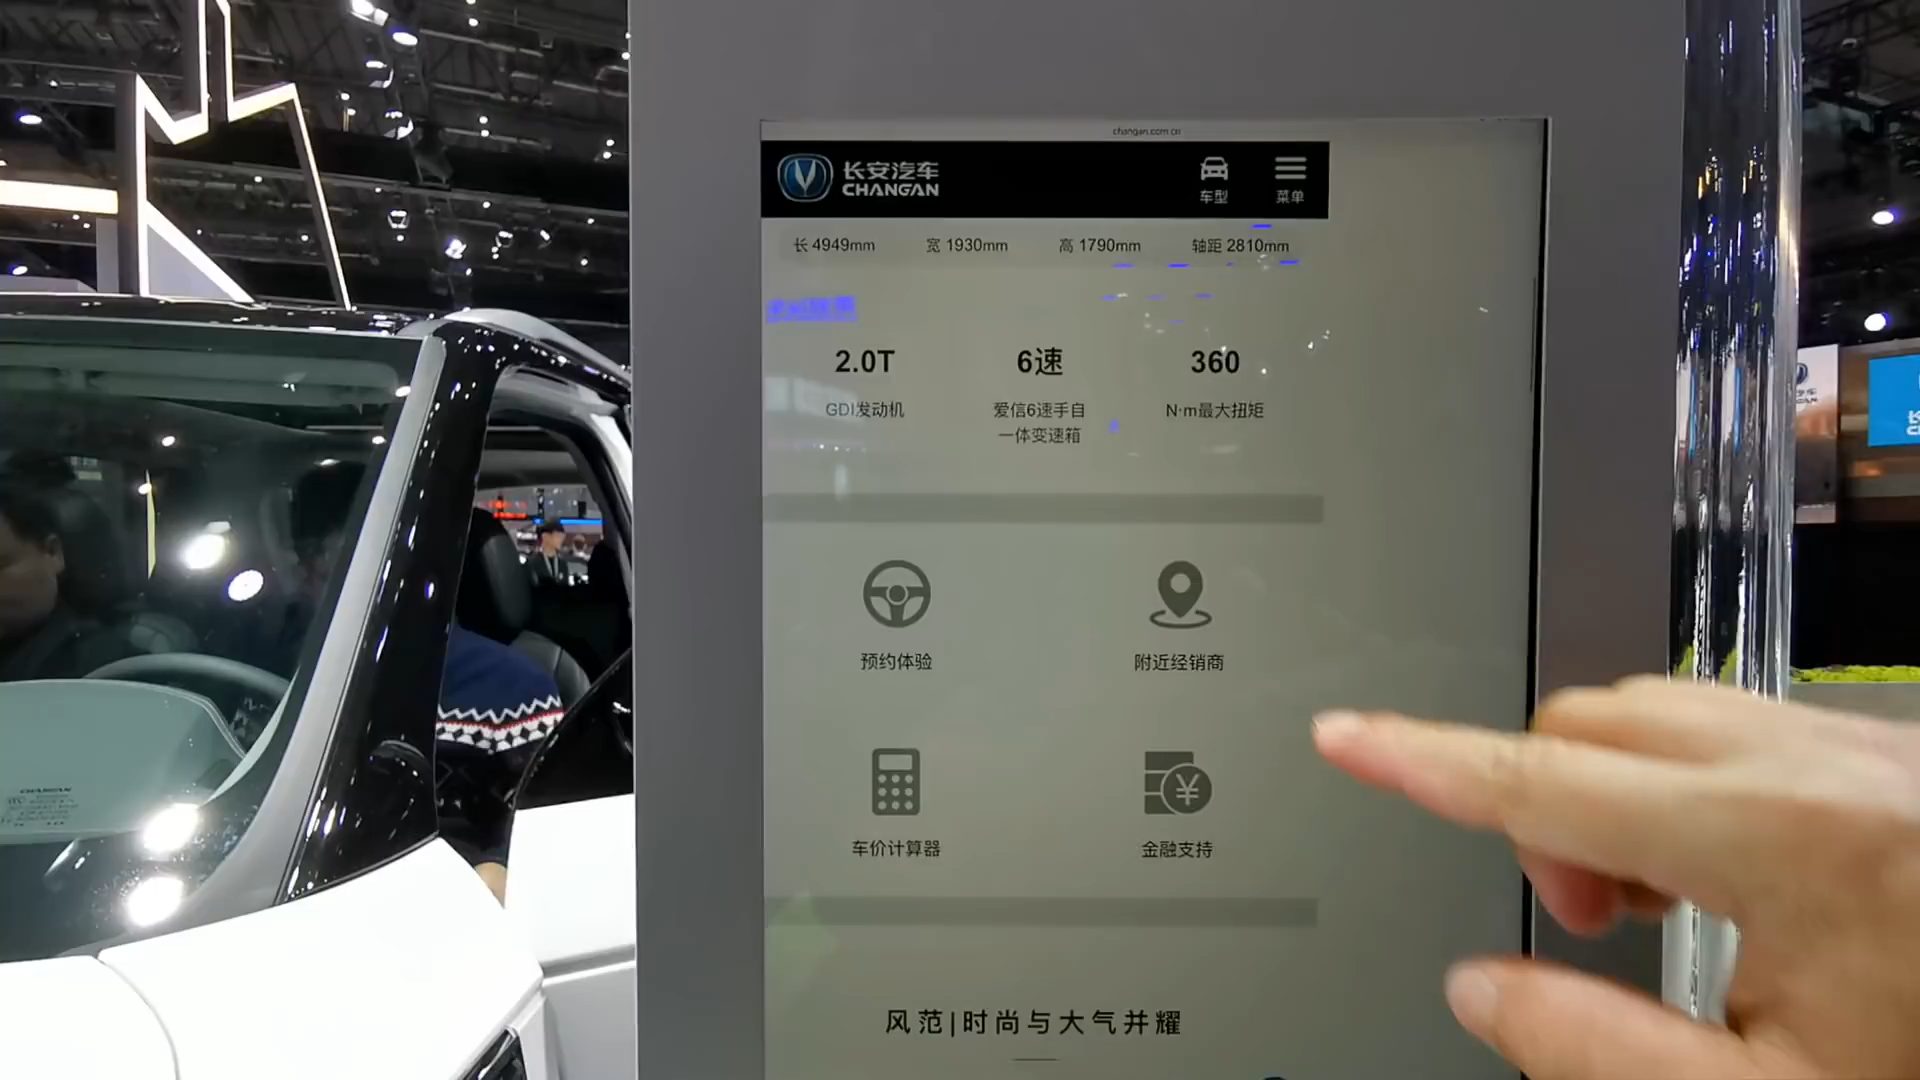 changan.com.cn
长安汽车
CHANGAN
车型
菜单
长 4949mm
宽 1930mm
高 1790mm
轴距 2810mm
2.0T
6速
360
GDI发动机
爱信6速手自
一体变速箱
N·m最大扭矩
预约体验
附近经销商
车价计算器
金融支持
风范|时尚与大气并耀
CHANGAN